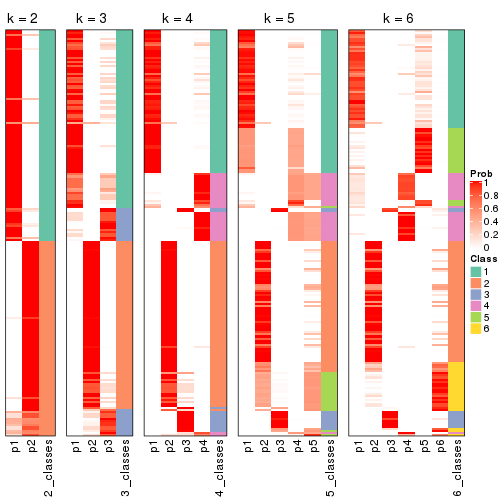 k = 2
k = 3
k = 4
k = 5
k = 6
Prob
1
0.8
0.6
0.4
0.2
0
Class
1
2
3
4
5
6
p1
p2
2_classes
p1
p2
p3
3_classes
p1
p2
p3
p4
4_classes
p1
p2
p3
p4
p5
5_classes
p1
p2
p3
p4
p5
p6
6_classes